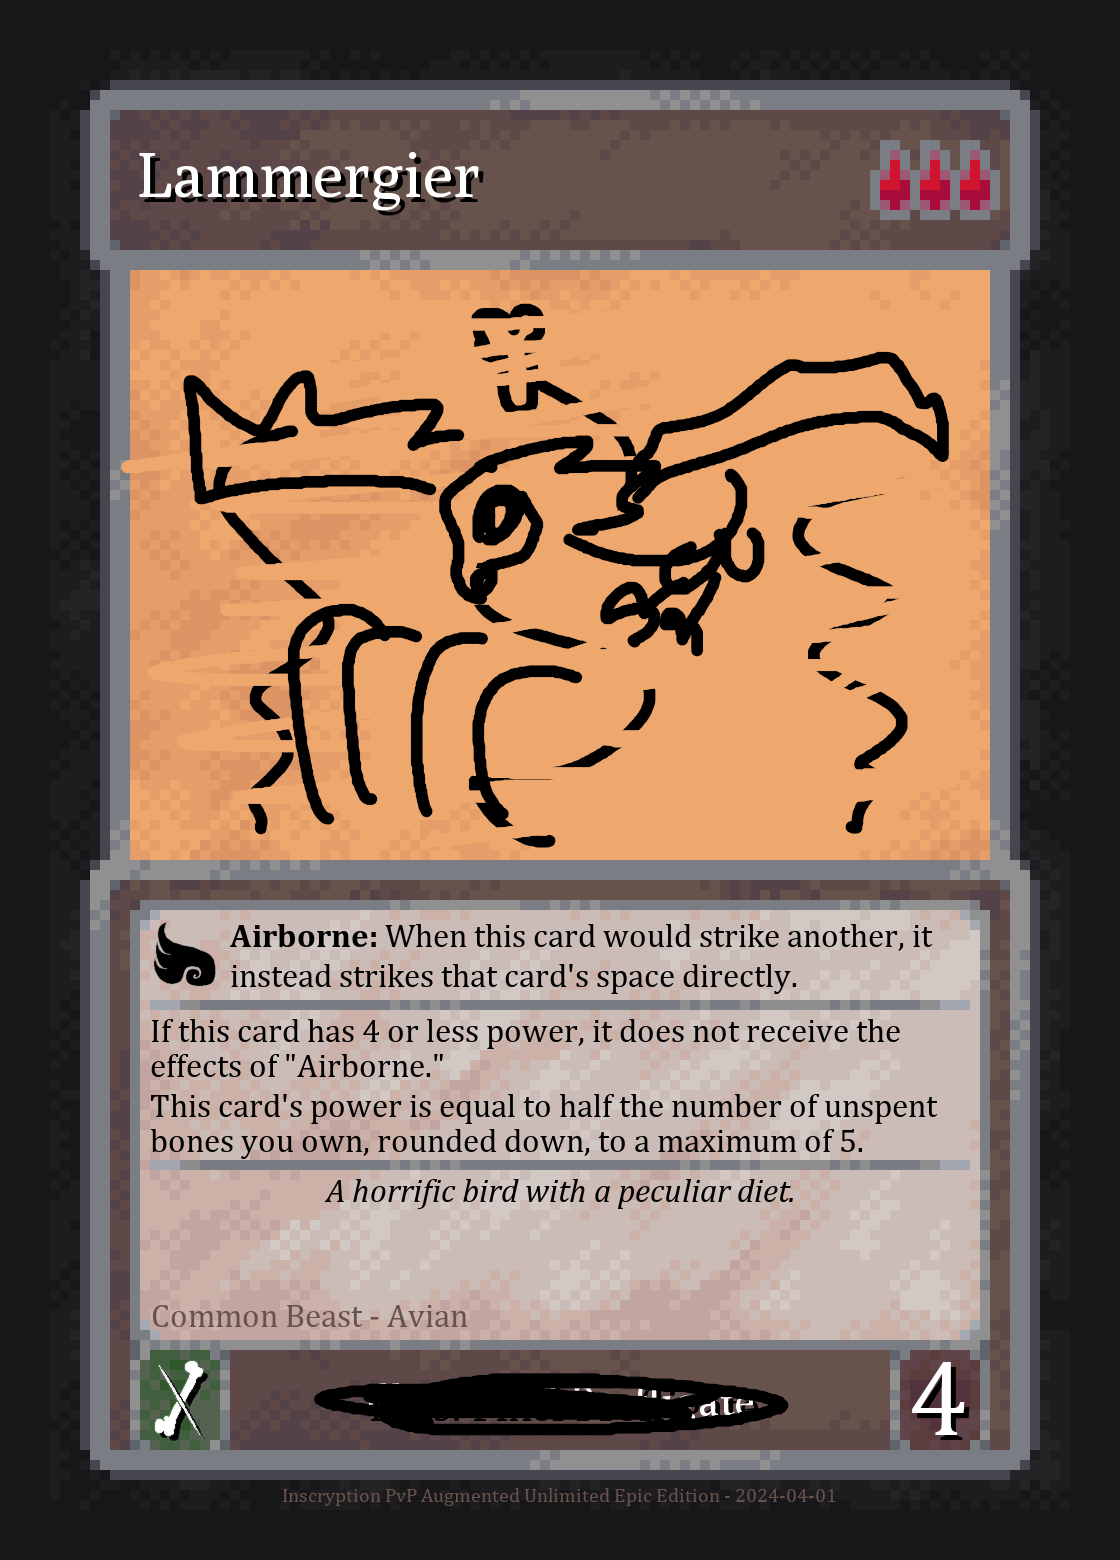 Lammergier
Airborne: When this card would strike another, it
instead strikes that card's space directly.
If this card has 4 or less power, it does not receive the
effects of "Airborne."
This card's power is equal to half the number of unspent
bones you own, rounded down, to a maximum of 5.
A horrific bird with a peculiar diet.
Common Beast - Avian
4
Inscryption PvP Augmented Unlimited Epic Edition - 2024-04-01